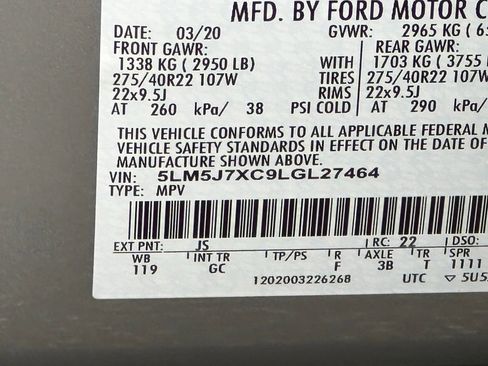 MFD. BY FORD MOTOR C
DATE: 03/20 GVWR: 2965 KG ( 65
FRONT GAWR: REAR GAWR:
1338 KG ( 2950 LB) 1703 KG ( 3755
275/40R22 107W TIRES 275/40R22 107W
22x9.5J RIMS 22x9.5J
AT 260 kPa/ 38 PSI COLD AT 290 kPa/
THIS VEHICLE CONFORMS TO ALL APPLICABLE FEDERAL M
VEHICLE SAFETY STANDARDS IN EFFECT ON THE DATE OF
MANUFACTURE SHOWN ABOVE.
VIN: 5LM5J7XC9LGL27464
TYPE: MPV
EXT PNT: JS RC: 22 DSO:
WB INT TR TP/PS R AXLE TR SPR
119 GC F 3B T 1111
1202003226268 UTC ▽ 5U5